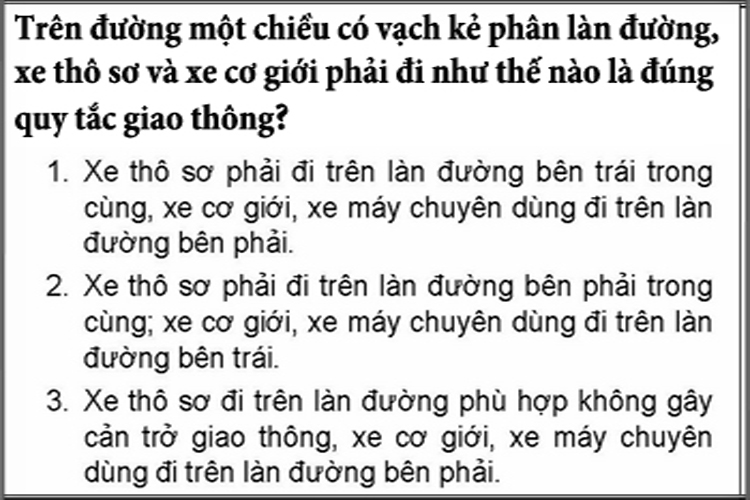 Trên đường một chiều có vạch kẻ phân làn đường,
xe thô sơ và xe cơ giới phải đi như thế nào là đúng
quy tắc giao thông?
1. Xe thô sơ phải đi trên làn đường bên trái trong
cùng, xe cơ giới, xe máy chuyên dùng đi trên làn
đường bên phải.
2. Xe thô sơ phải đi trên làn đường bên phải trong
cùng; xe cơ giới, xe máy chuyên dùng đi trên làn
đường bên trái.
3. Xe thô sơ đi trên làn đường phù hợp không gây
cản trở giao thông, xe cơ giới, xe máy chuyên
dùng đi trên làn đường bên phải.